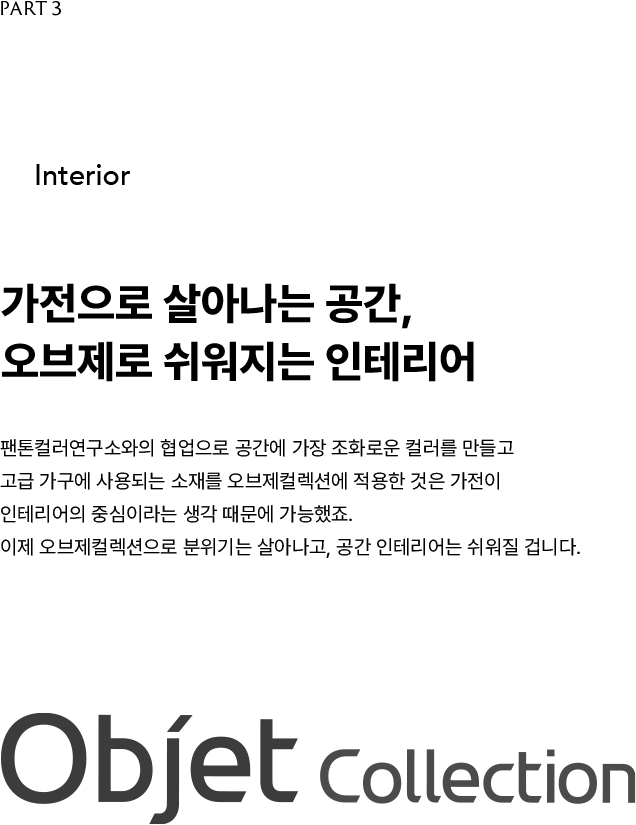 PART 3
Interior
가전으로 살아나는 공간,
오브제로 쉬워지는 인테리어
팬톤컬러연구소와의 협업으로 공간에 가장 조화로운 컬러를 만들고
고급 가구에 사용되는 소재를 오브제컬렉션에 적용한 것은 가전이
인테리어의 중심이라는 생각 때문에 가능했죠.
이제 오브제컬렉션으로 분위기는 살아나고, 공간 인테리어는 쉬워질 겁니다.
Objet Collection